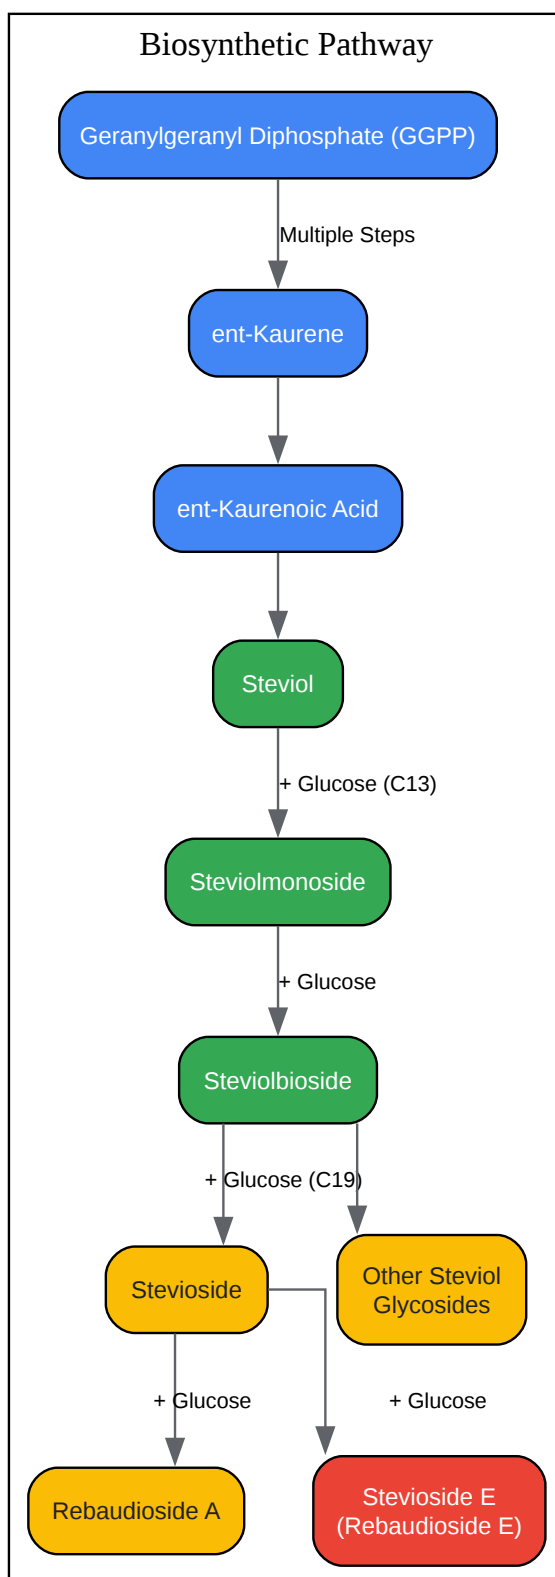 Biosynthetic Pathway
Geranylgeranyl Diphosphate (GGPP)
Multiple Steps
ent-Kaurene
ent-Kaurenoic Acid
Steviol
+ Glucose (C13)
Steviolmonoside
+ Glucose
Steviolbioside
+ Glucose (C19)
Stevioside
Other Steviol
Glycosides
+ Glucose
+ Glucose
Rebaudioside A
Stevioside E
(Rebaudioside E)